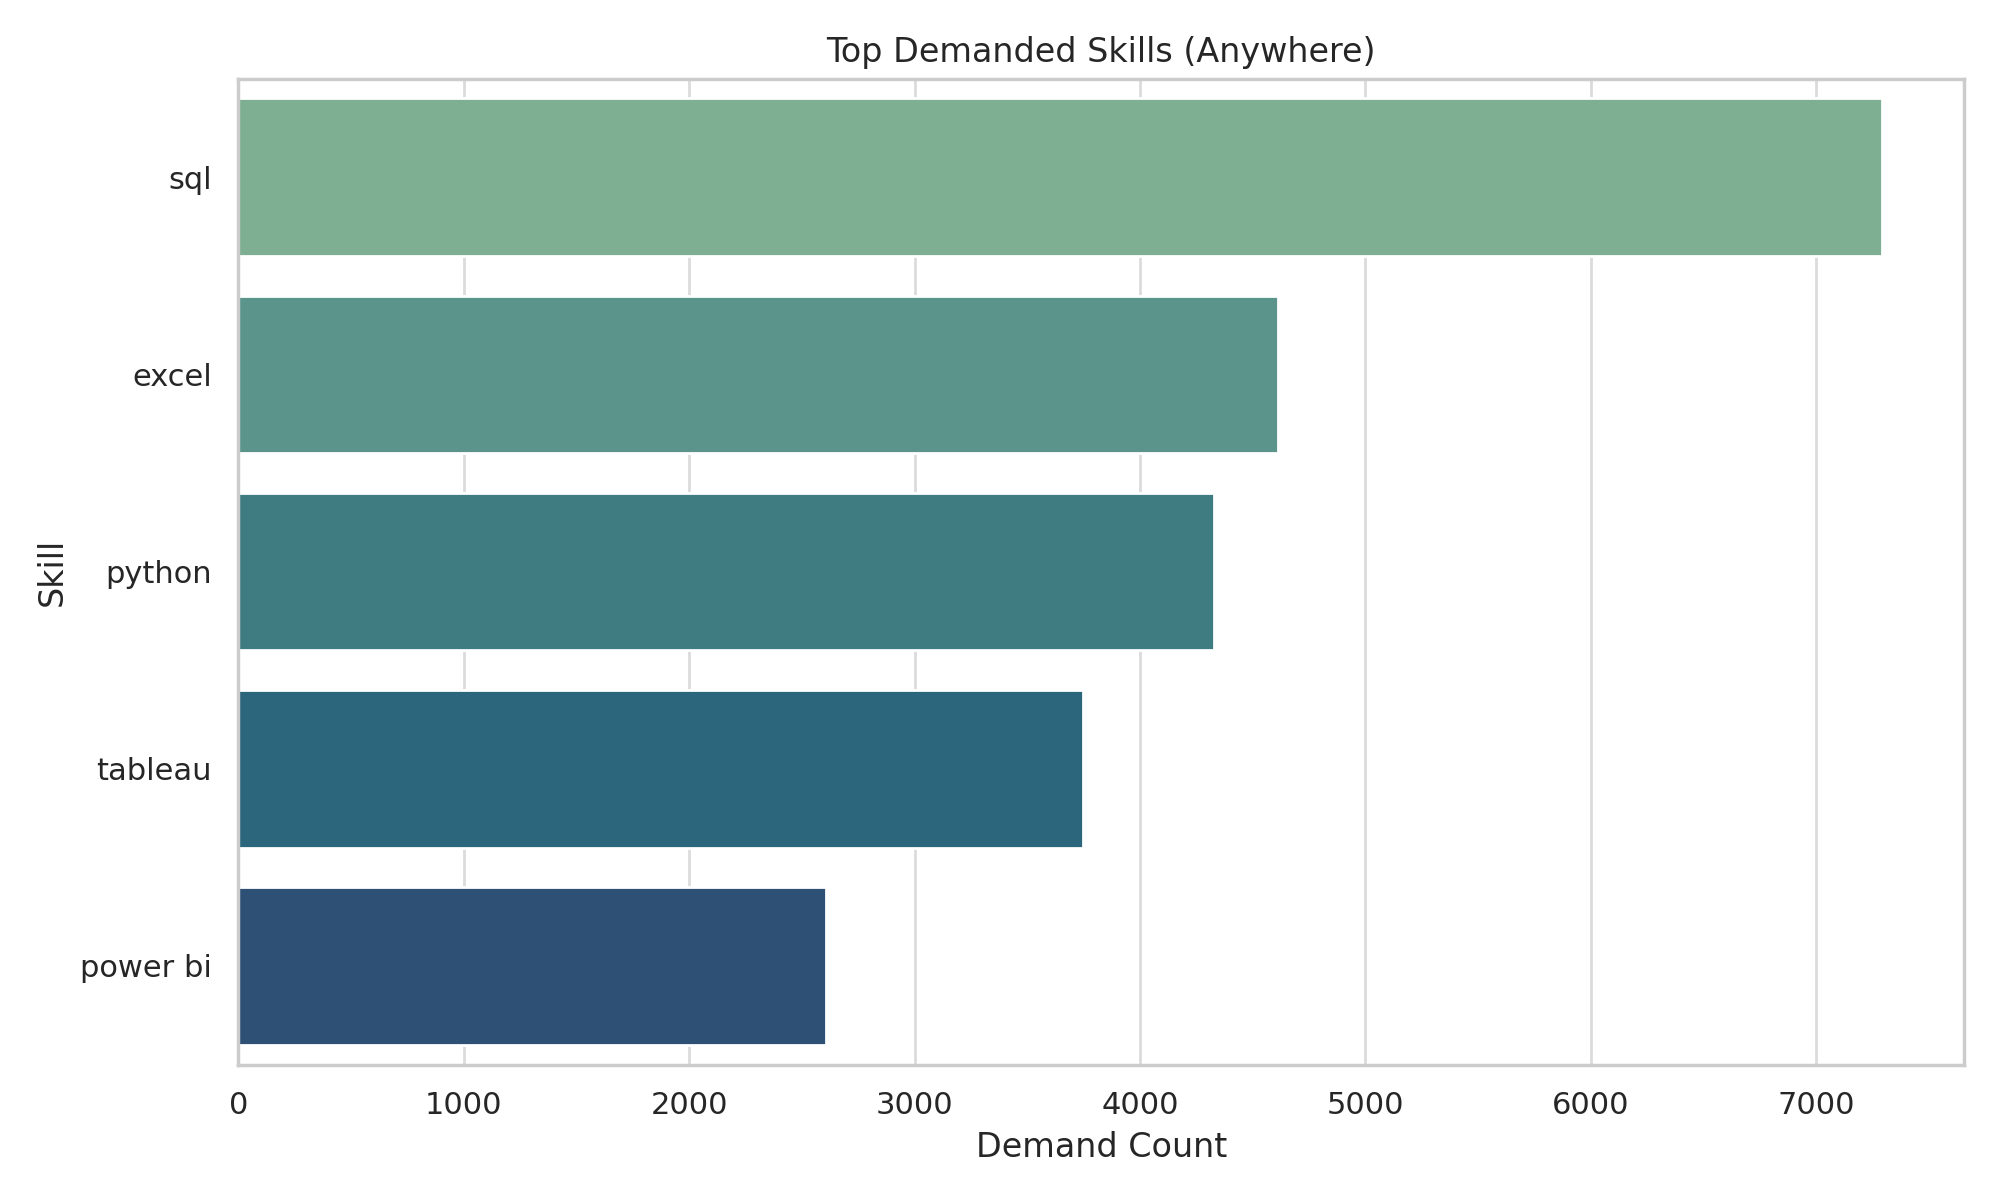 Top Demanded Skills (Anywhere)
Skill
sql
excel
python
tableau
power bi
0 1000 2000 3000 4000 5000 6000 7000
Demand Count